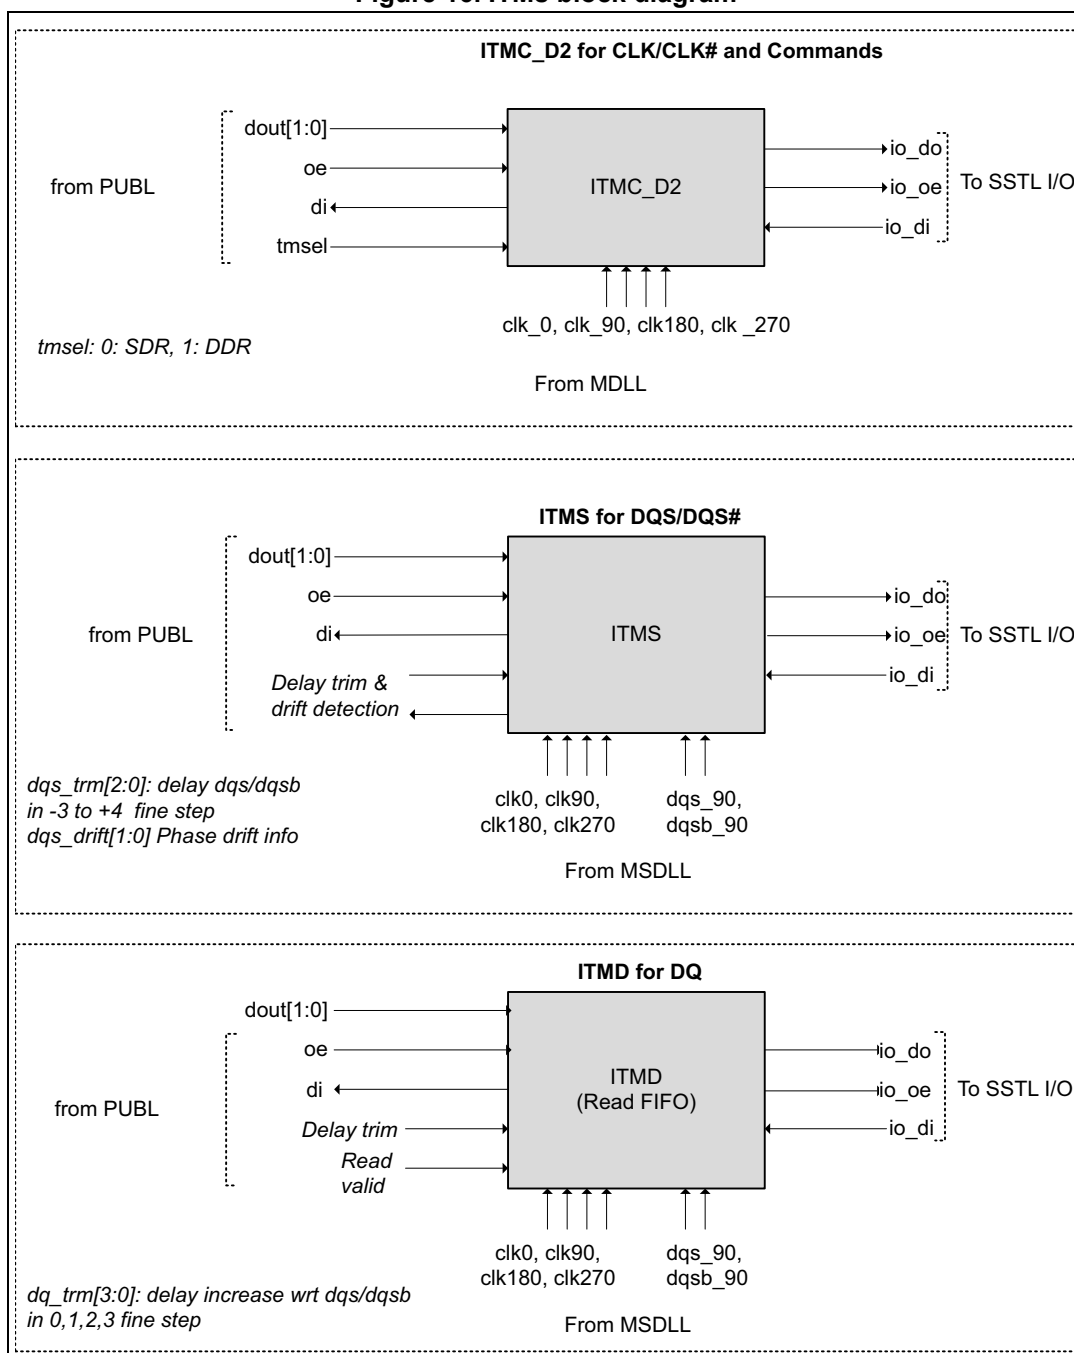 ITMC_D2 for CLK/CLK# and Commands
dout[1:0]
oe
di
tmsel
from PUBL
ITMC_D2
io_do
io_oe
io_di
To SSTL I/O
clk_0, clk_90, clk180, clk _270
tmsel: 0: SDR, 1: DDR
From MDLL
ITMS for DQS/DQS#
dout[1:0]
oe
di
Delay trim &
drift detection
from PUBL
ITMS
io_do
io_oe
io_di
To SSTL I/O
dqs_trm[2:0]: delay dqs/dqsb
in -3 to +4 fine step
dqs_drift[1:0] Phase drift info
clk0, clk90,
clk180, clk270
dqs_90,
dqsb_90
From MSDLL
ITMD for DQ
dout[1:0]
oe
di
Delay trim
Read
valid
from PUBL
ITMD
(Read FIFO)
io_do
io_oe
io_di
To SSTL I/O
clk0, clk90,
clk180, clk270
dqs_90,
dqsb_90
dq_trm[3:0]: delay increase wrt dqs/dqsb
in 0,1,2,3 fine step
From MSDLL